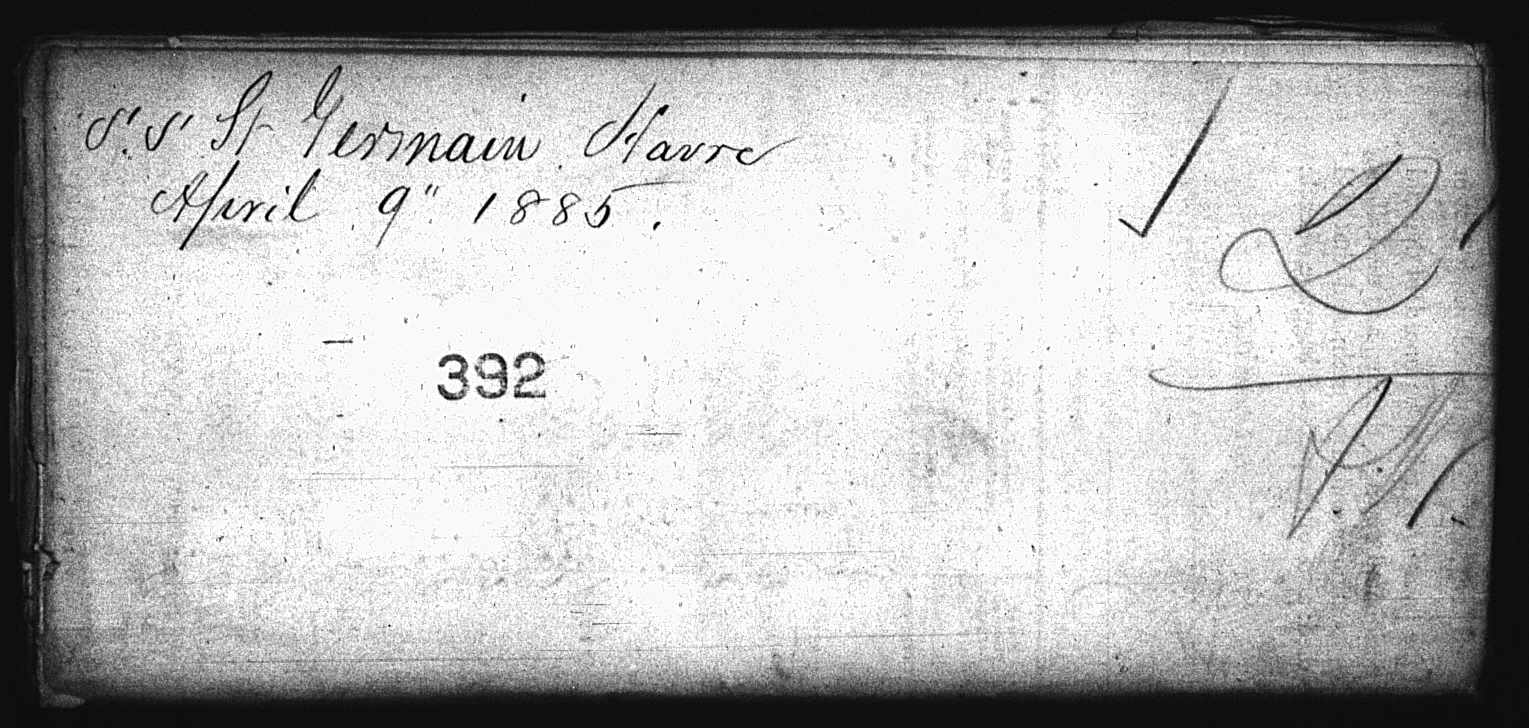 S.S. St Germain Havre
April 9" 1885.
392